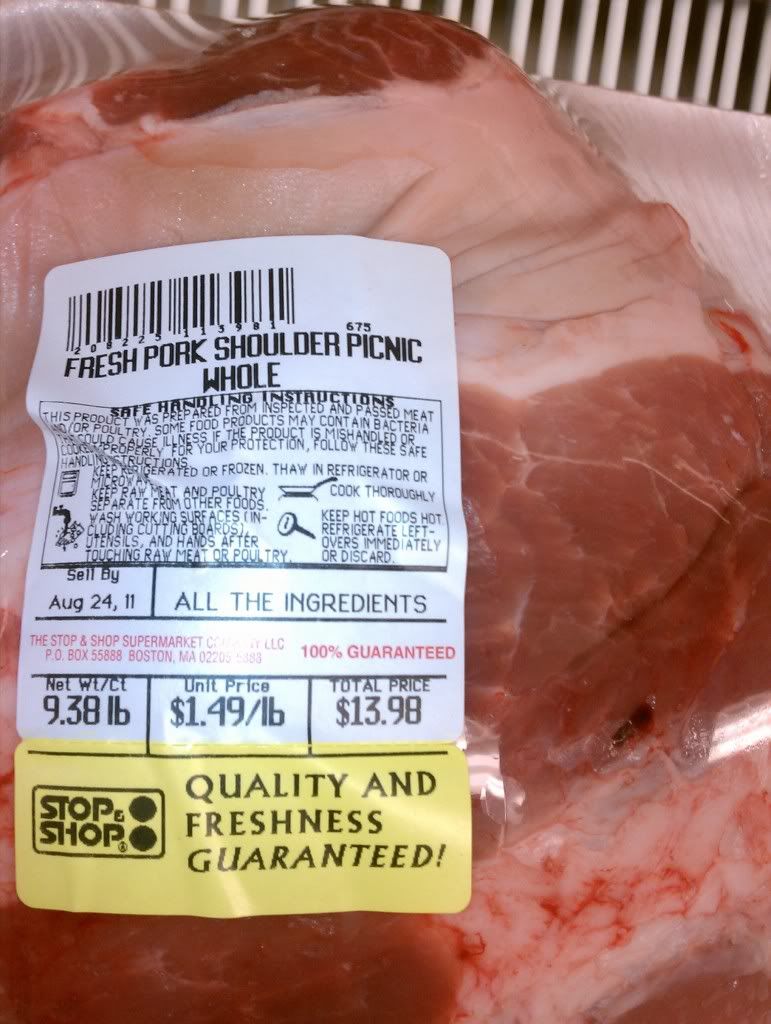 2 08225 11398 1
675
FRESH PORK SHOULDER PICNIC
WHOLE
SAFE HANDLING INSTRUCTIONS
THIS PRODUCT WAS PREPARED FROM INSPECTED AND PASSED MEAT
AND/OR POULTRY. SOME FOOD PRODUCTS MAY CONTAIN BACTERIA
COULD CAUSE ILLNESS IF THE PRODUCT IS MISHANDLED OR
COOKED IMPROPERLY FOR YOUR PROTECTION, FOLLOW THESE SAFE
HANDLING INSTRUCTIONS
KEEP REFRIGERATED OR FROZEN. THAW IN REFRIGERATOR OR
MICROWAVE
KEEP RAW MEAT AND POULTRY
SEPARATE FROM OTHER FOODS.
WASH WORKING SURFACES (IN-
CLUDING CUTTING BOARDS),
UTENSILS, AND HANDS AFTER
TOUCHING RAW MEAT OR POULTRY.
COOK THOROUGHLY
KEEP HOT FOODS HOT
REFRIGERATE LEFT-
OVERS IMMEDIATELY
OR DISCARD.
Sell By
Aug 24, 11
ALL THE INGREDIENTS
THE STOP & SHOP SUPERMARKET COMPANY LLC
P.O. BOX 55888 BOSTON, MA 02205-5888
100% GUARANTEED
Net Wt/Ct
9.38 lb
Unit Price
$1.49/lb
TOTAL PRICE
$13.98
STOP&
SHOP®
QUALITY AND
FRESHNESS
GUARANTEED!